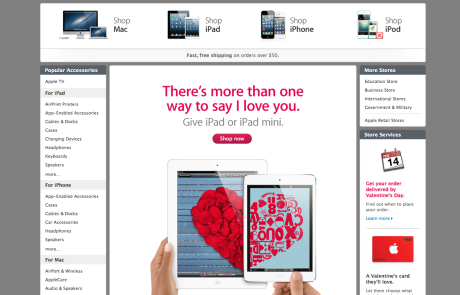 Shop
Mac
Shop
iPad
Shop
iPhone
Shop
iPod
Fast, free shipping on orders over $50.
Popular Accessories
Apple TV
For iPad
AirPrint Printers
App-Enabled Accessories
Cables & Docks
Cases
Charging Devices
Headphones
Keyboards
Speakers
more...
For iPhone
App-Enabled Accessories
Cases
Cables & Docks
Car Accessories
Headphones
Speakers
more...
For Mac
AirPort & Wireless
AppleCare
Audio & Speakers
There's more than one
way to say I love you.
Give iPad or iPad mini.
Shop now
More Stores
Education Store
Business Store
International Stores
Government & Military
Apple Retail Stores
Store Services
14
Get your order
delivered by
Valentine's Day.
Find out when to place
your order.
Learn more
A Valentine's card
they'll love.
Let them choose what